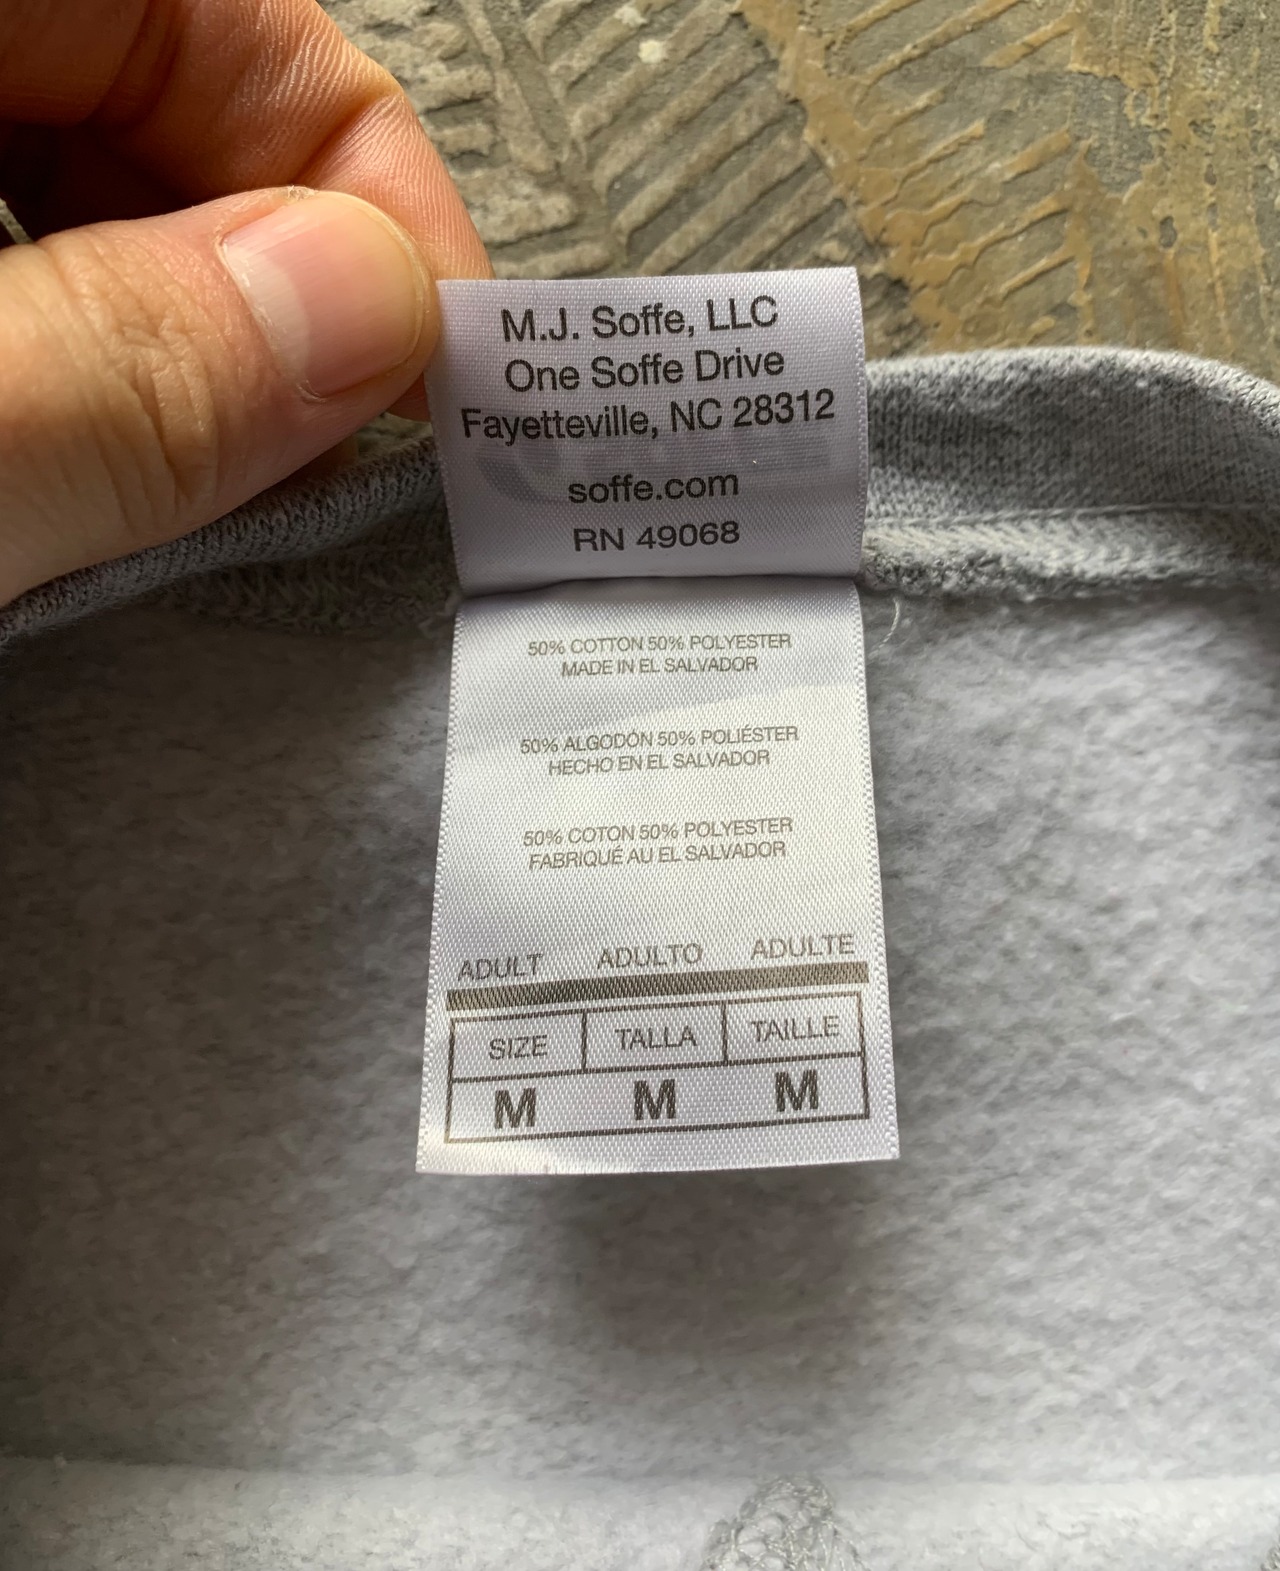 M.J. Soffe, LLC
One Soffe Drive
Fayetteville, NC 28312
soffe.com
RN 49068
50% COTTON 50% POLYESTER
MADE IN EL SALVADOR
50% ALGODÓN 50% POLIÉSTER
HECHO EN EL SALVADOR
50% COTON 50% POLYESTER
FABRIQUÉ AU EL SALVADOR
ADULT ADULTO ADULTE
SIZE TALLA TAILLE
M M M